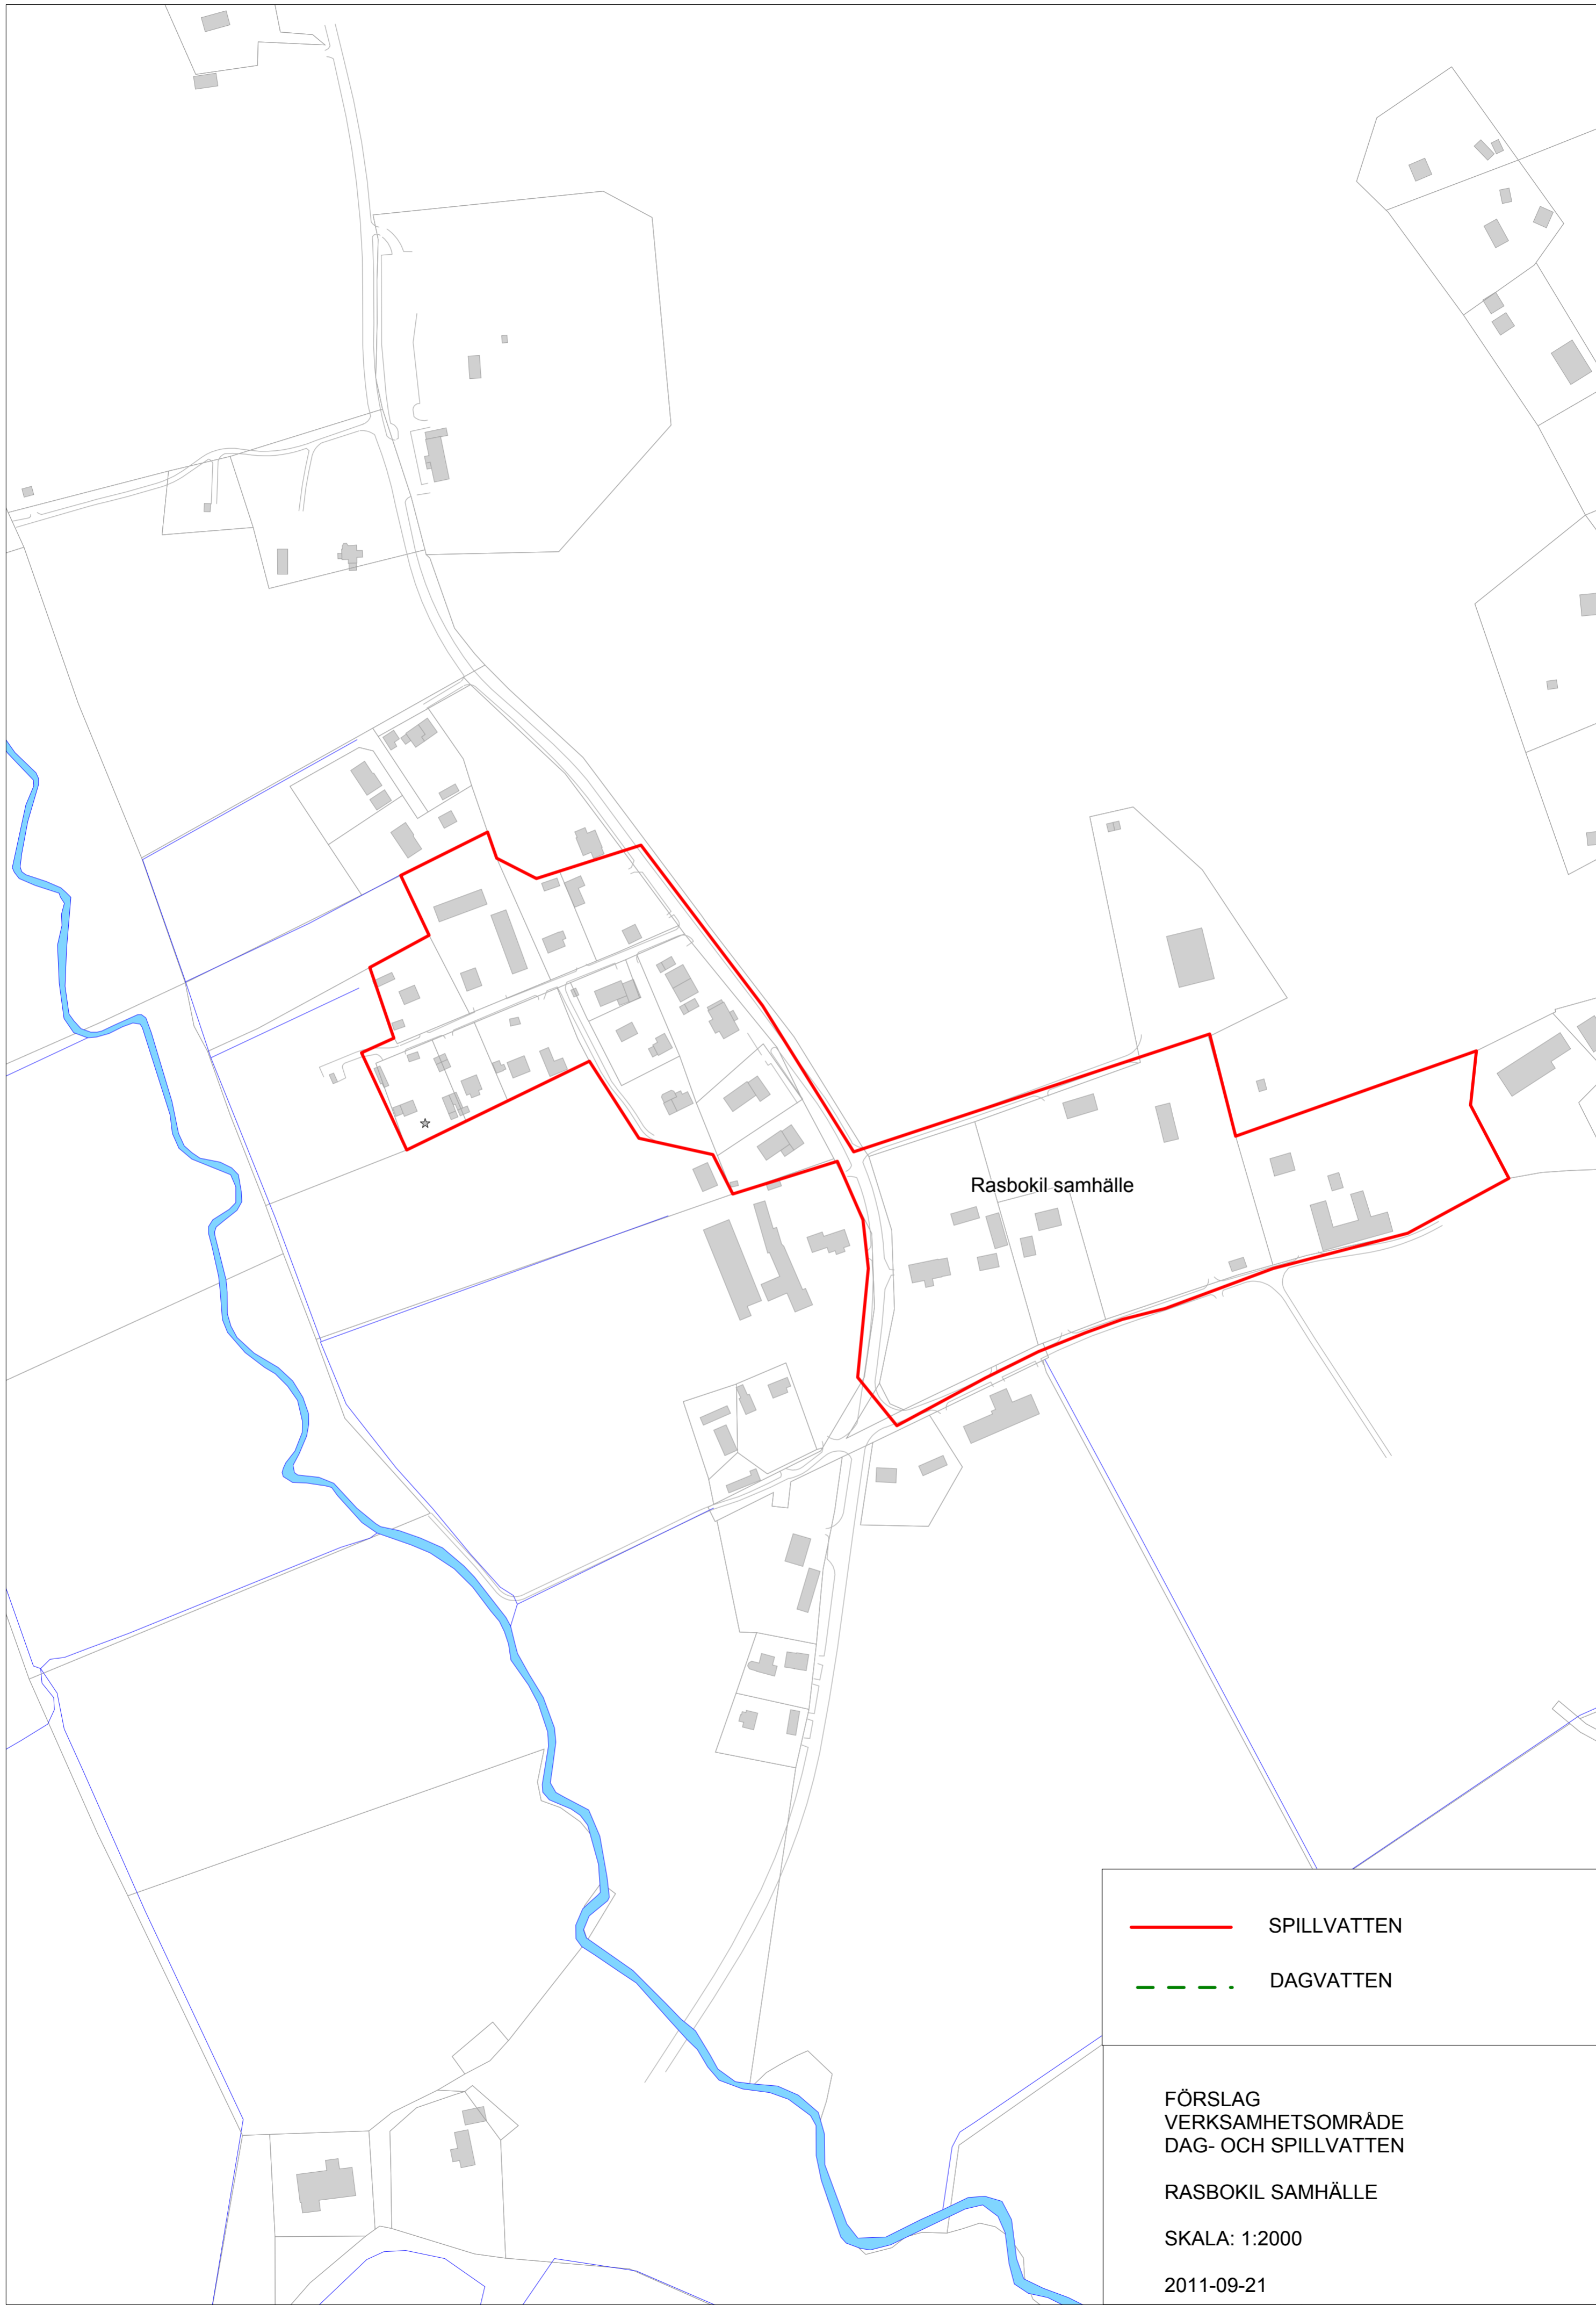 Rasbokil samhälle
SPILLVATTEN
DAGVATTEN
FÖRSLAG
VERKSAMHETSOMRÅDE
DAG- OCH SPILLVATTEN
RASBOKIL SAMHÄLLE
SKALA: 1:2000
2011-09-21